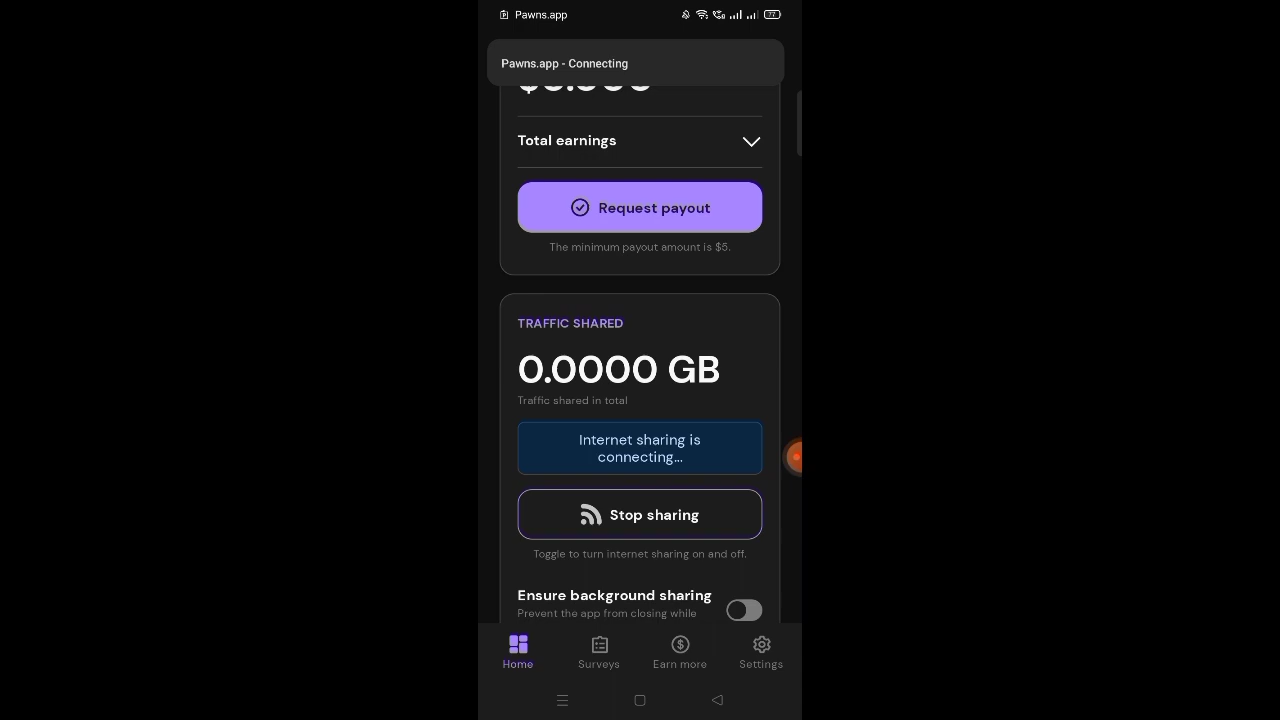 Pawns.app
77
Pawns.app - Connecting
Total earnings
Request payout
The minimum payout amount is $5.
TRAFFIC SHARED
0.0000 GB
Traffic shared in total
Internet sharing is
connecting...
Stop sharing
Toggle to turn internet sharing on and off.
Ensure background sharing
Prevent the app from closing while
Home
Surveys
Earn more
Settings